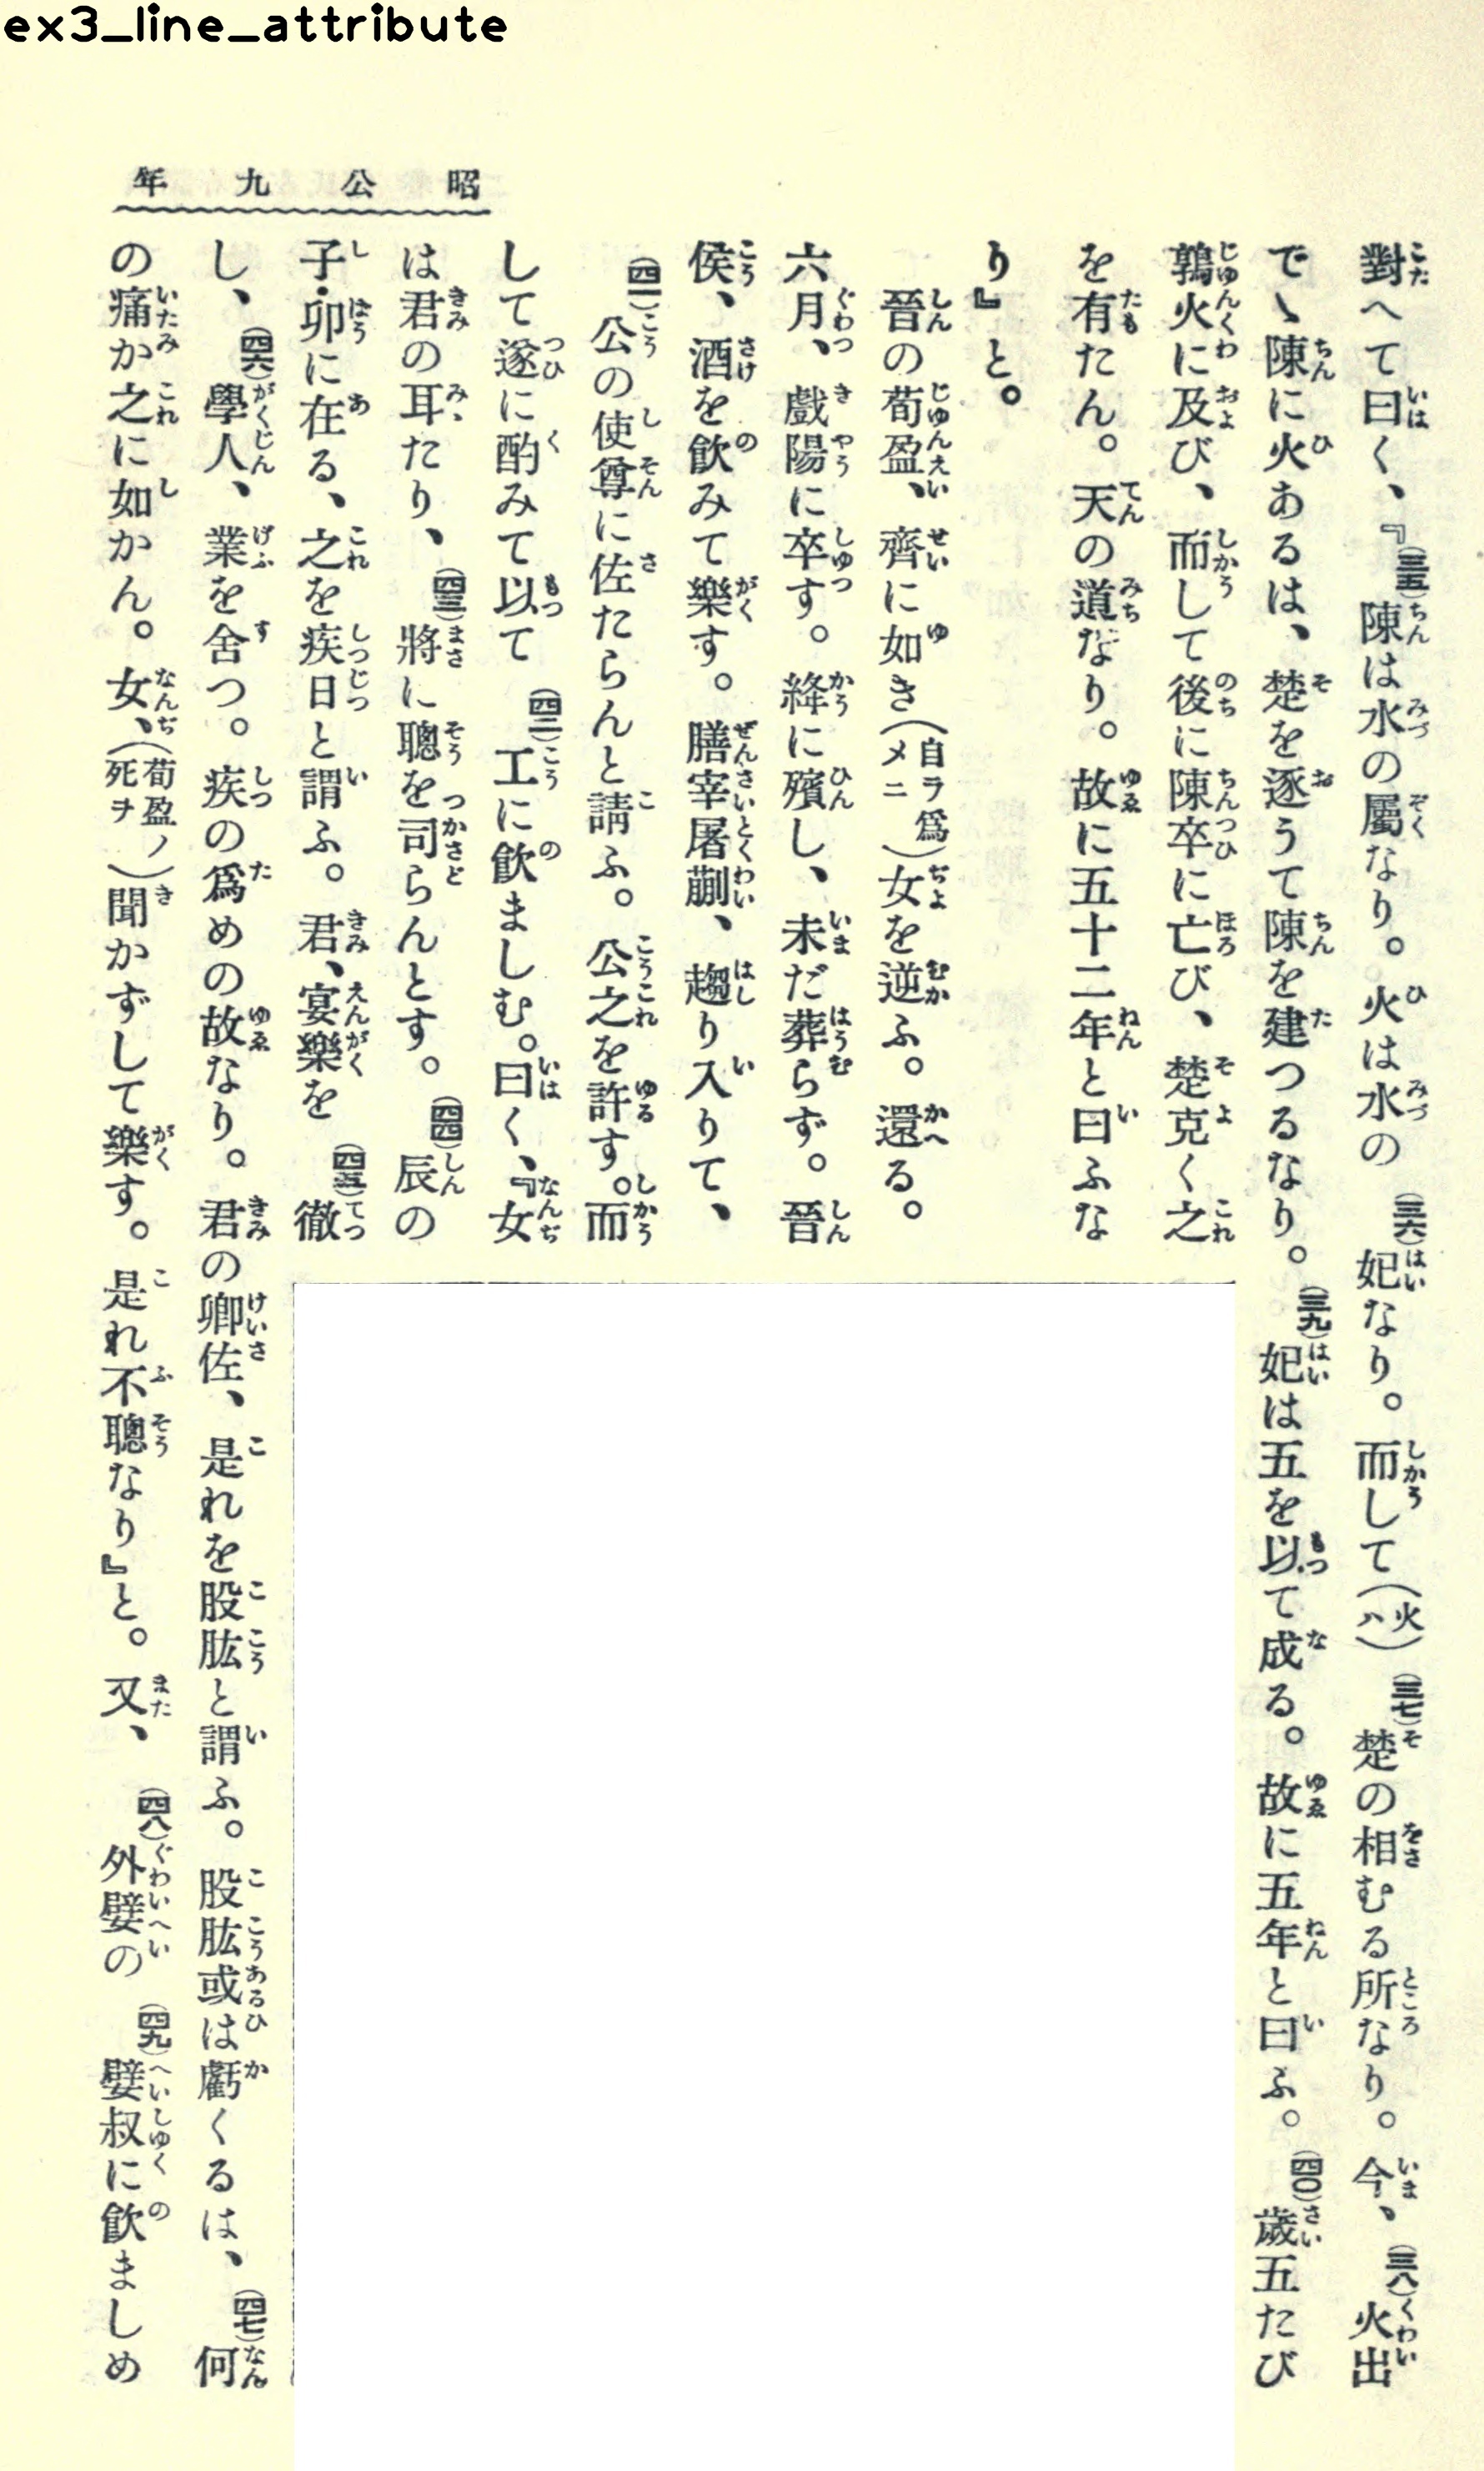 ex3_line_attribute
昭公九年
對へて曰く、『(三五)陳は水の屬なり。火は水の(三六)妃なり。而して(火ハ)(三七)楚の相むる所なり。今、(三八)火出
で〻陳に火あるは、楚を逐うて陳を建つるなり。(三九)妃は五を以て成る。故に五年と曰ふ。(四〇)歲五たび
鶉火に及び、而して後に陳卒に亡び、楚克く之
を有たん。天の道なり。故に五十二年と曰ふな
り』と。
晉の荀盈、齊に如き(自ラ爲メニ)女を逆ふ。還る。
六月、戲陽に卒す。絳に殯し、未だ葬らず。晉
侯、酒を飮みて樂す。膳宰屠蒯、趨り入りて、
(四一)公の使尊に佐たらんと請ふ。公之を許す。而
して遂に酌みて以て(四二)工に飮ましむ。曰く、『女
は君の耳たり、(四三)將に聰を司らんとす。(四四)辰の
子・卯に在る、之を疾日と謂ふ。君、宴樂を(四五)徹
し、(四六)學人、業を舍つ。疾の爲めの故なり。君の卿佐、是れを股肱と謂ふ。股肱或は虧くるは、(四七)何
の痛か之に如かん。女、(荀盈ノ死ヲ)聞かずして樂す。是れ不聰なり』と。又、(四八)外嬖の(四九)嬖叔に飮ましめ